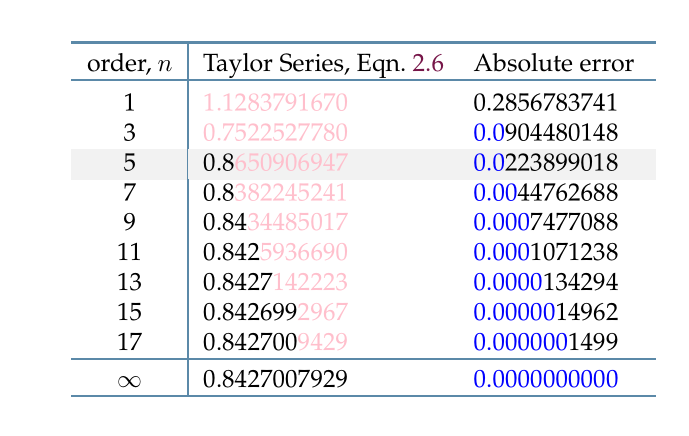 order, n Taylor Series, Eqn. 2.6 Absolute error
1 1.1283791670 0.2856783741
3 0.7522527780 0.0904480148
5 0.8650906947 0.0223899018
7 0.8382245241 0.0044762688
9 0.8434485017 0.0007477088
11 0.8425936690 0.0001071238
13 0.8427142223 0.0000134294
15 0.8426992967 0.0000014962
17 0.8427009429 0.0000001499
∞ 0.8427007929 0.0000000000